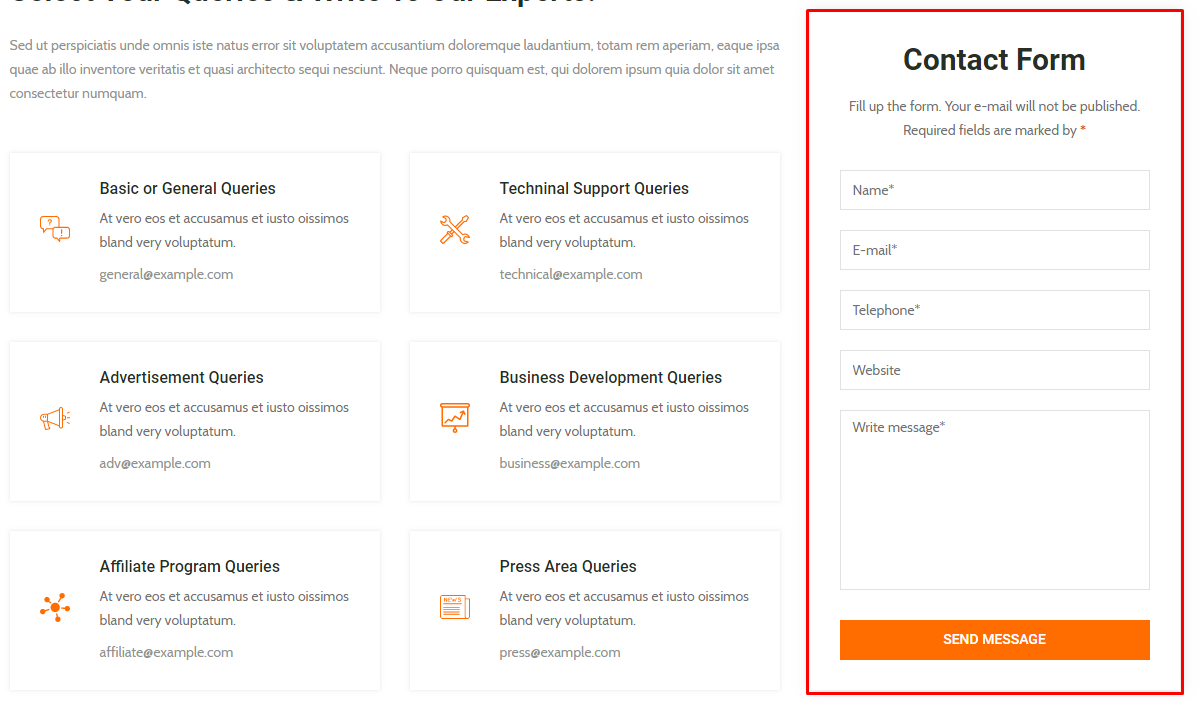 Select Your Queries & Write To Our Experts!
Sed ut perspiciatis unde omnis iste natus error sit voluptatem accusantium doloremque laudantium, totam rem aperiam, eaque ipsa
quae ab illo inventore veritatis et quasi architecto sequi nesciunt. Neque porro quisquam est, qui dolorem ipsum quia dolor sit amet
consectetur numquam.
Basic or General Queries
At vero eos et accusamus et iusto oissimos
bland very voluptatum.
general@example.com
Techninal Support Queries
At vero eos et accusamus et iusto oissimos
bland very voluptatum.
technical@example.com
Advertisement Queries
At vero eos et accusamus et iusto oissimos
bland very voluptatum.
adv@example.com
Business Development Queries
At vero eos et accusamus et iusto oissimos
bland very voluptatum.
business@example.com
Affiliate Program Queries
At vero eos et accusamus et iusto oissimos
bland very voluptatum.
affiliate@example.com
NEWS
Press Area Queries
At vero eos et accusamus et iusto oissimos
bland very voluptatum.
press@example.com
Contact Form
Fill up the form. Your e-mail will not be published.
Required fields are marked by *
Name*
E-mail*
Telephone*
Website
Write message*
SEND MESSAGE